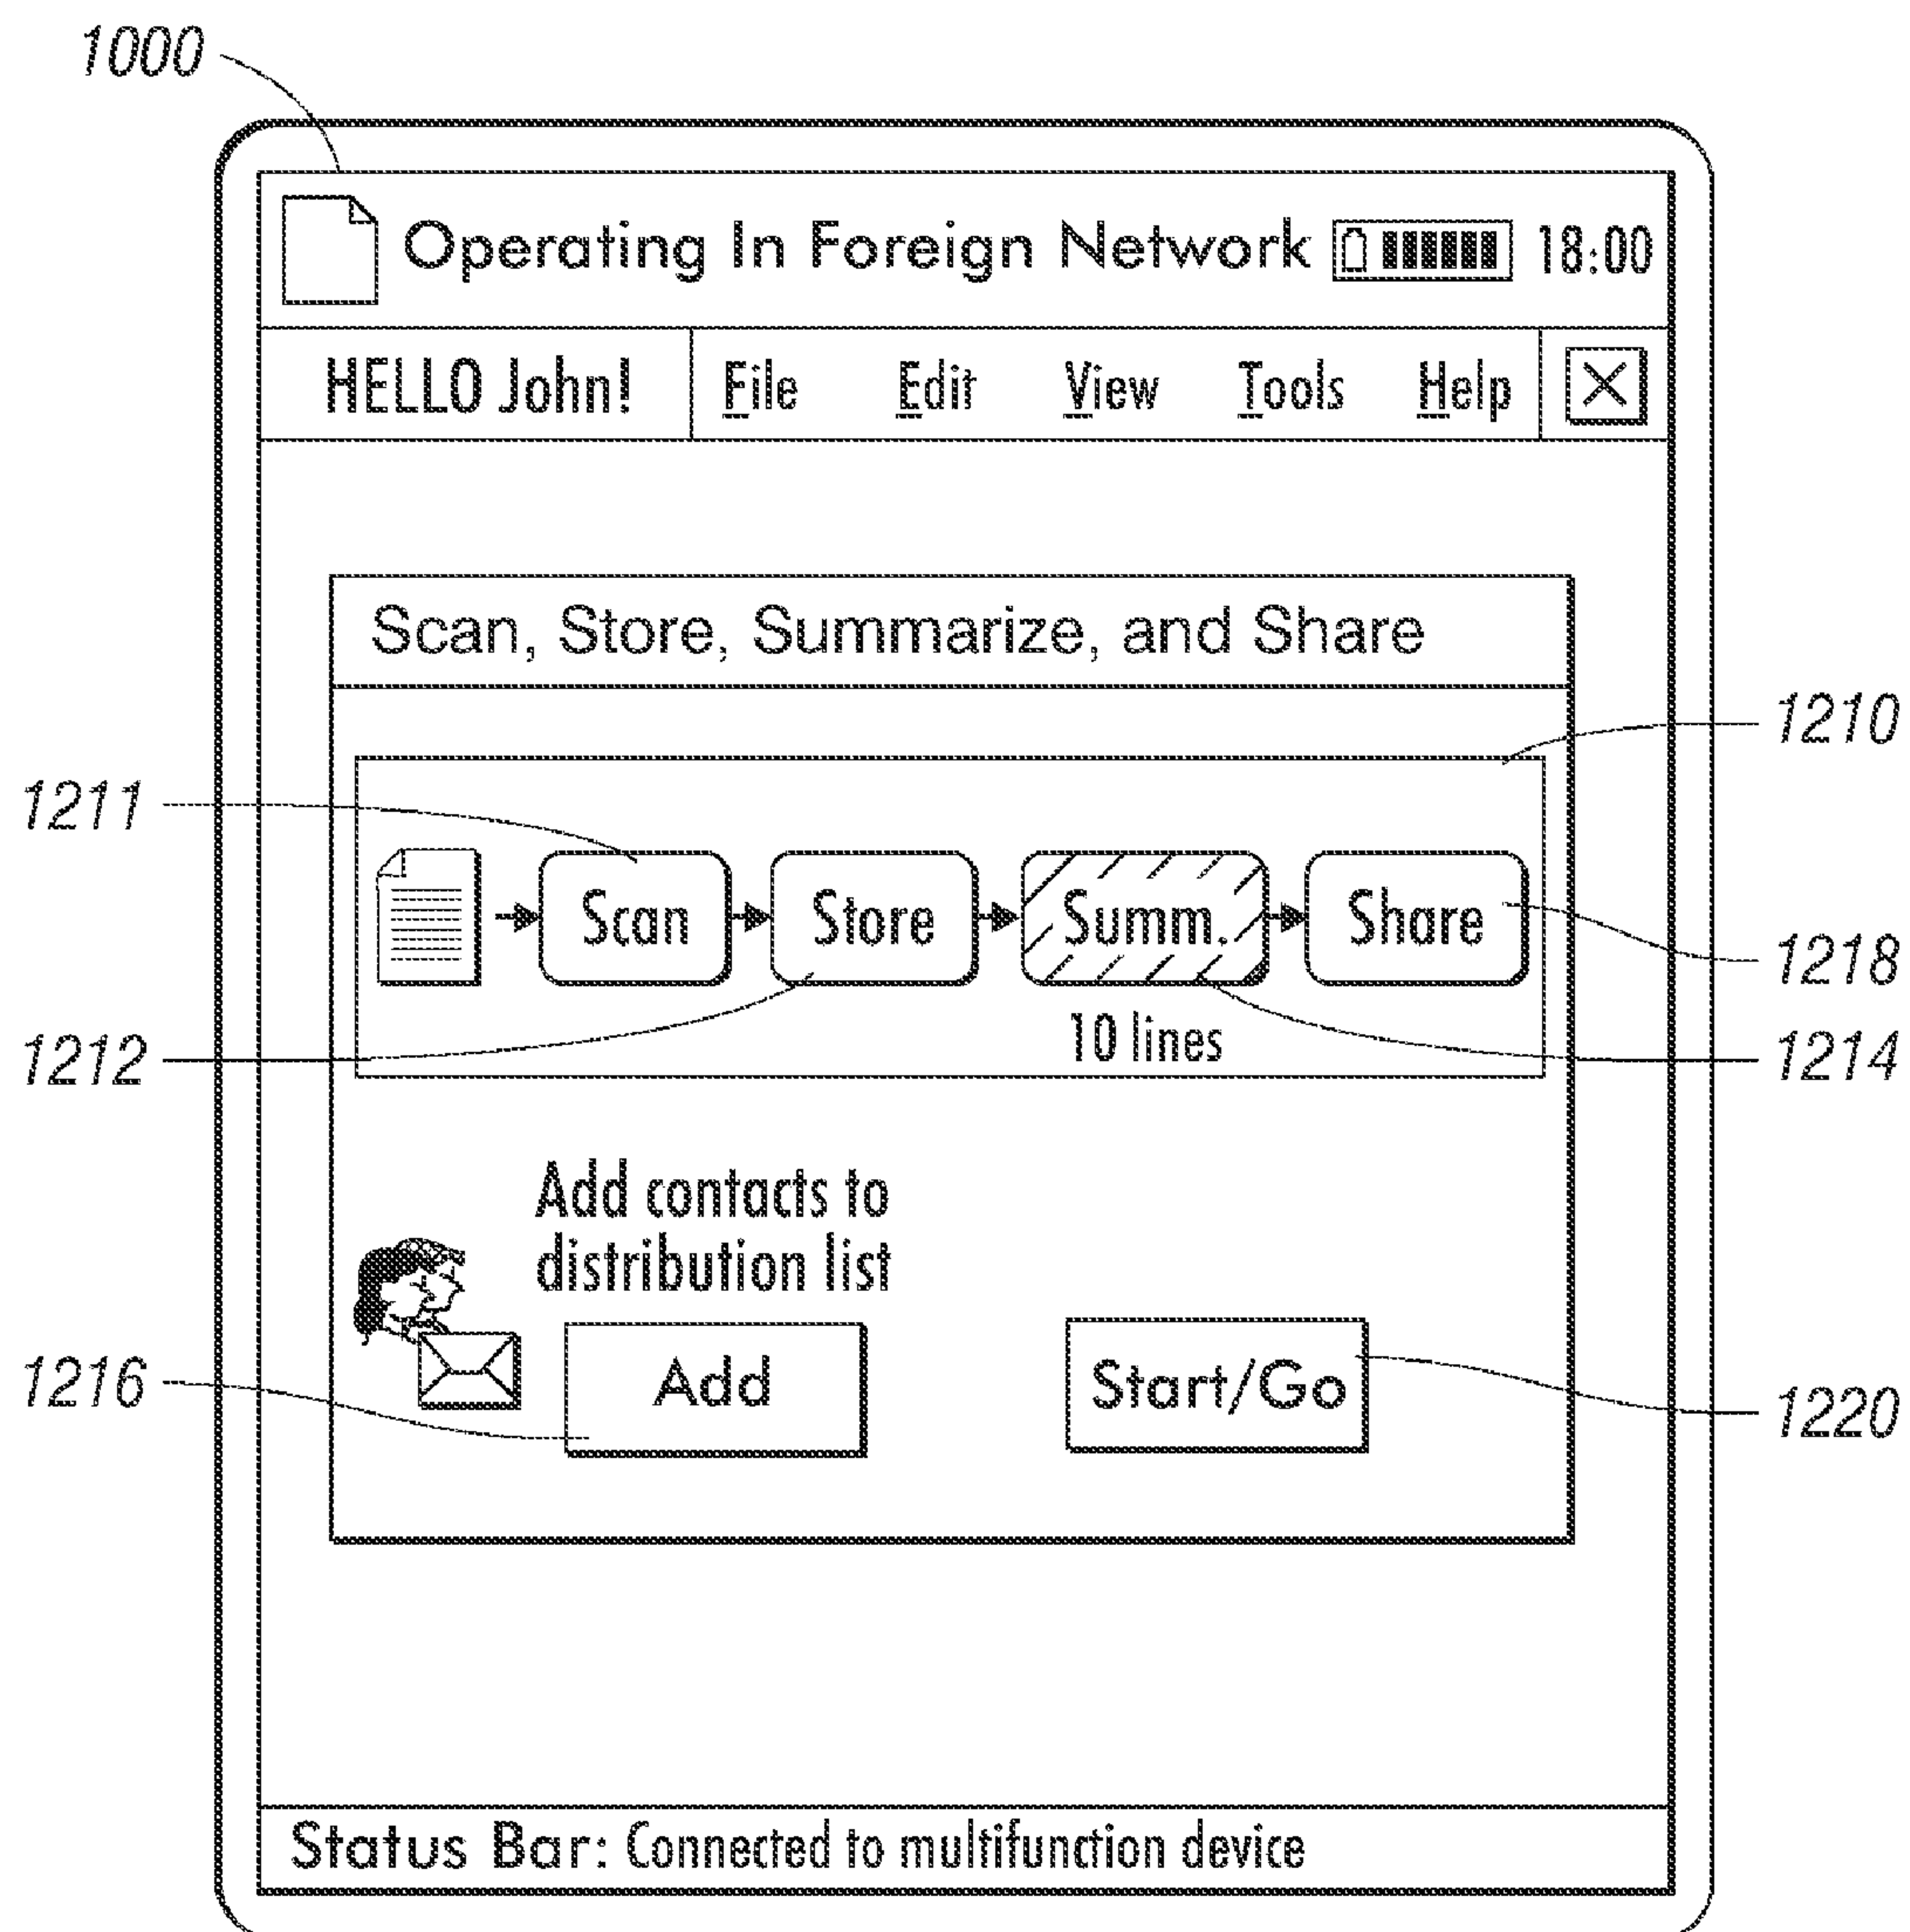 1000
Operating In Foreign Network 18:00
HELLO John! File Edit View Tools Help
Scan, Store, Summarize, and Share
1210
1211
Scan Store Summ. Share
1218
10 lines
1212
1214
Add contacts to
distribution list
1216
Add
Start/Go
1220
Status Bar: Connected to multifunction device